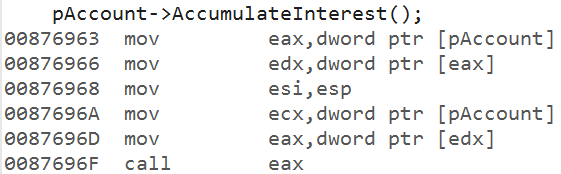 pAccount->AccumulateInterest();
00876963 mov eax,dword ptr [pAccount]
00876966 mov edx,dword ptr [eax]
00876968 mov esi,esp
0087696A mov ecx,dword ptr [pAccount]
0087696D mov eax,dword ptr [edx]
0087696F call eax